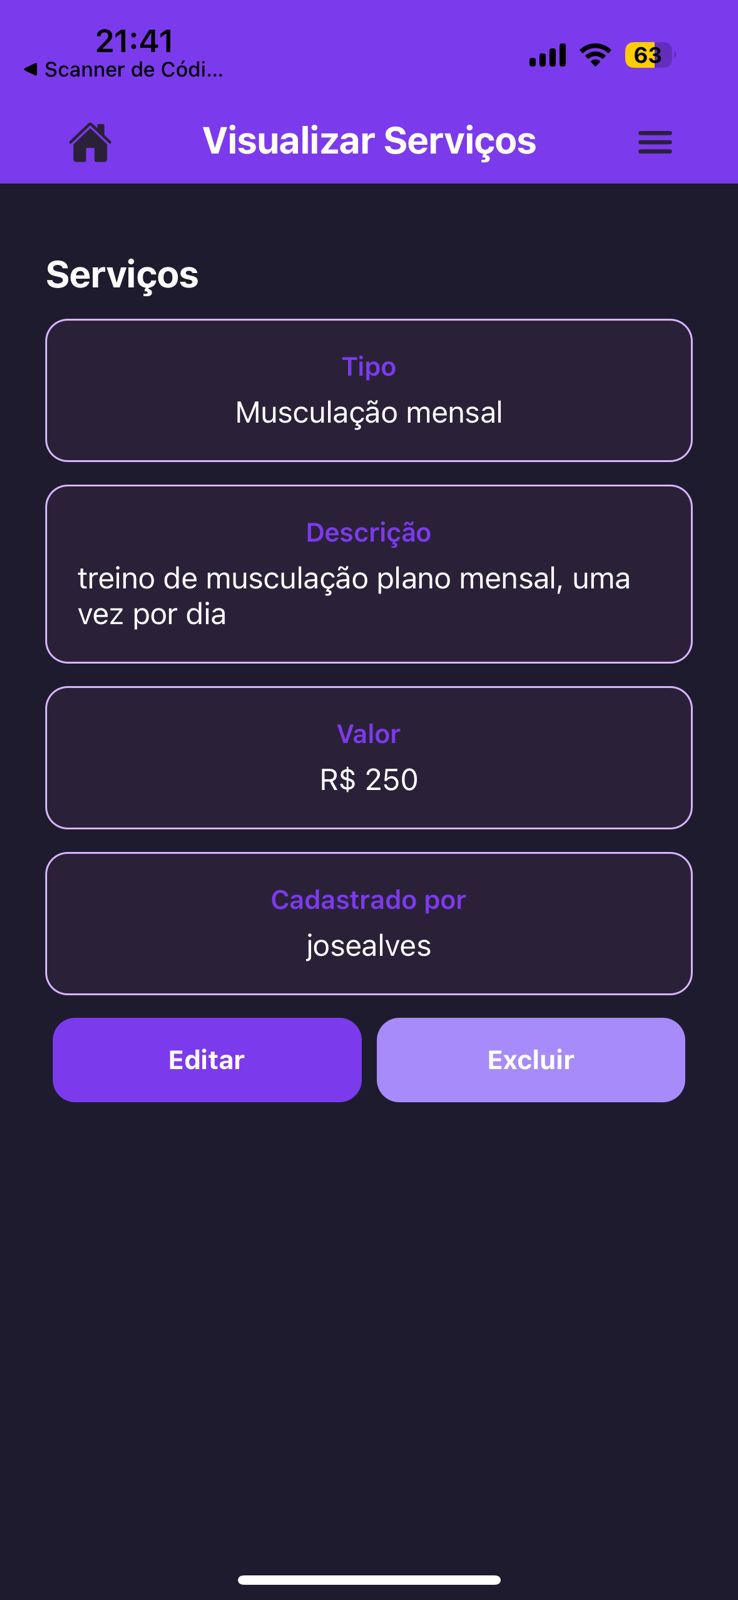 21:41
◀ Scanner de Códi...
63
Visualizar Serviços
Serviços
Tipo
Musculação mensal
Descrição
treino de musculação plano mensal, uma
vez por dia
Valor
R$ 250
Cadastrado por
josealves
Editar
Excluir